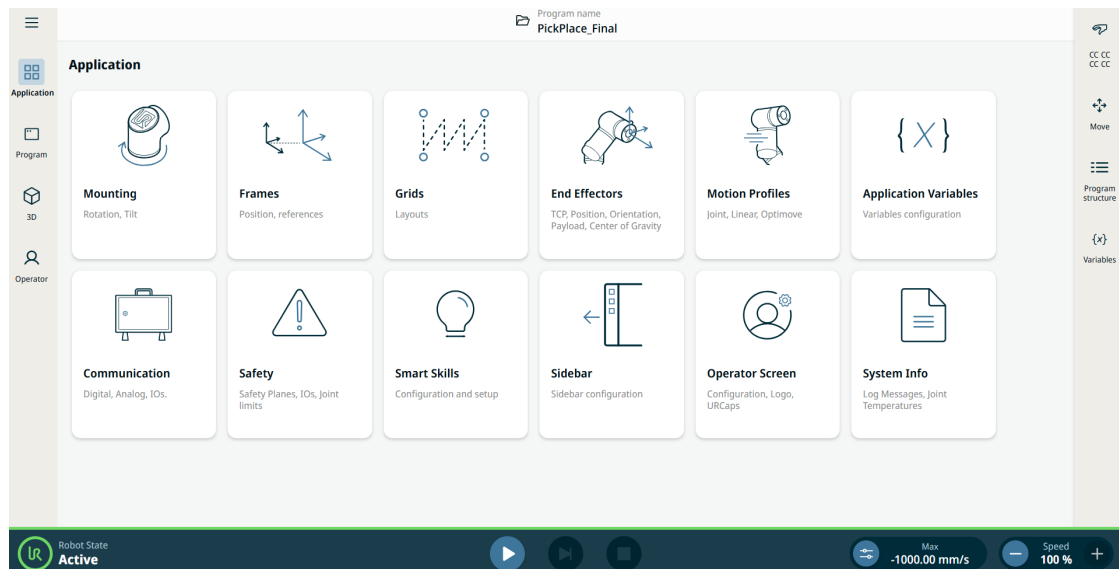 Program name
PickPlace_Final
Application
Program
3D
Operator
Application
Mounting
Rotation, Tilt
Frames
Position, references
Grids
Layouts
End Effectors
TCP, Position, Orientation,
Payload, Center of Gravity
Motion Profiles
Joint, Linear, Optimove
Application Variables
Variables configuration
Communication
Digital, Analog, IOs.
Safety
Safety Planes, IOs, Joint
limits
Smart Skills
Configuration and setup
Sidebar
Sidebar configuration
Operator Screen
Configuration, Logo,
URCaps
System Info
Log Messages, Joint
Temperatures
CC CC
CC CC
Move
Program
structure
{x}
Variables
Robot State
Active
Max
-1000.00 mm/s
Speed
100 %